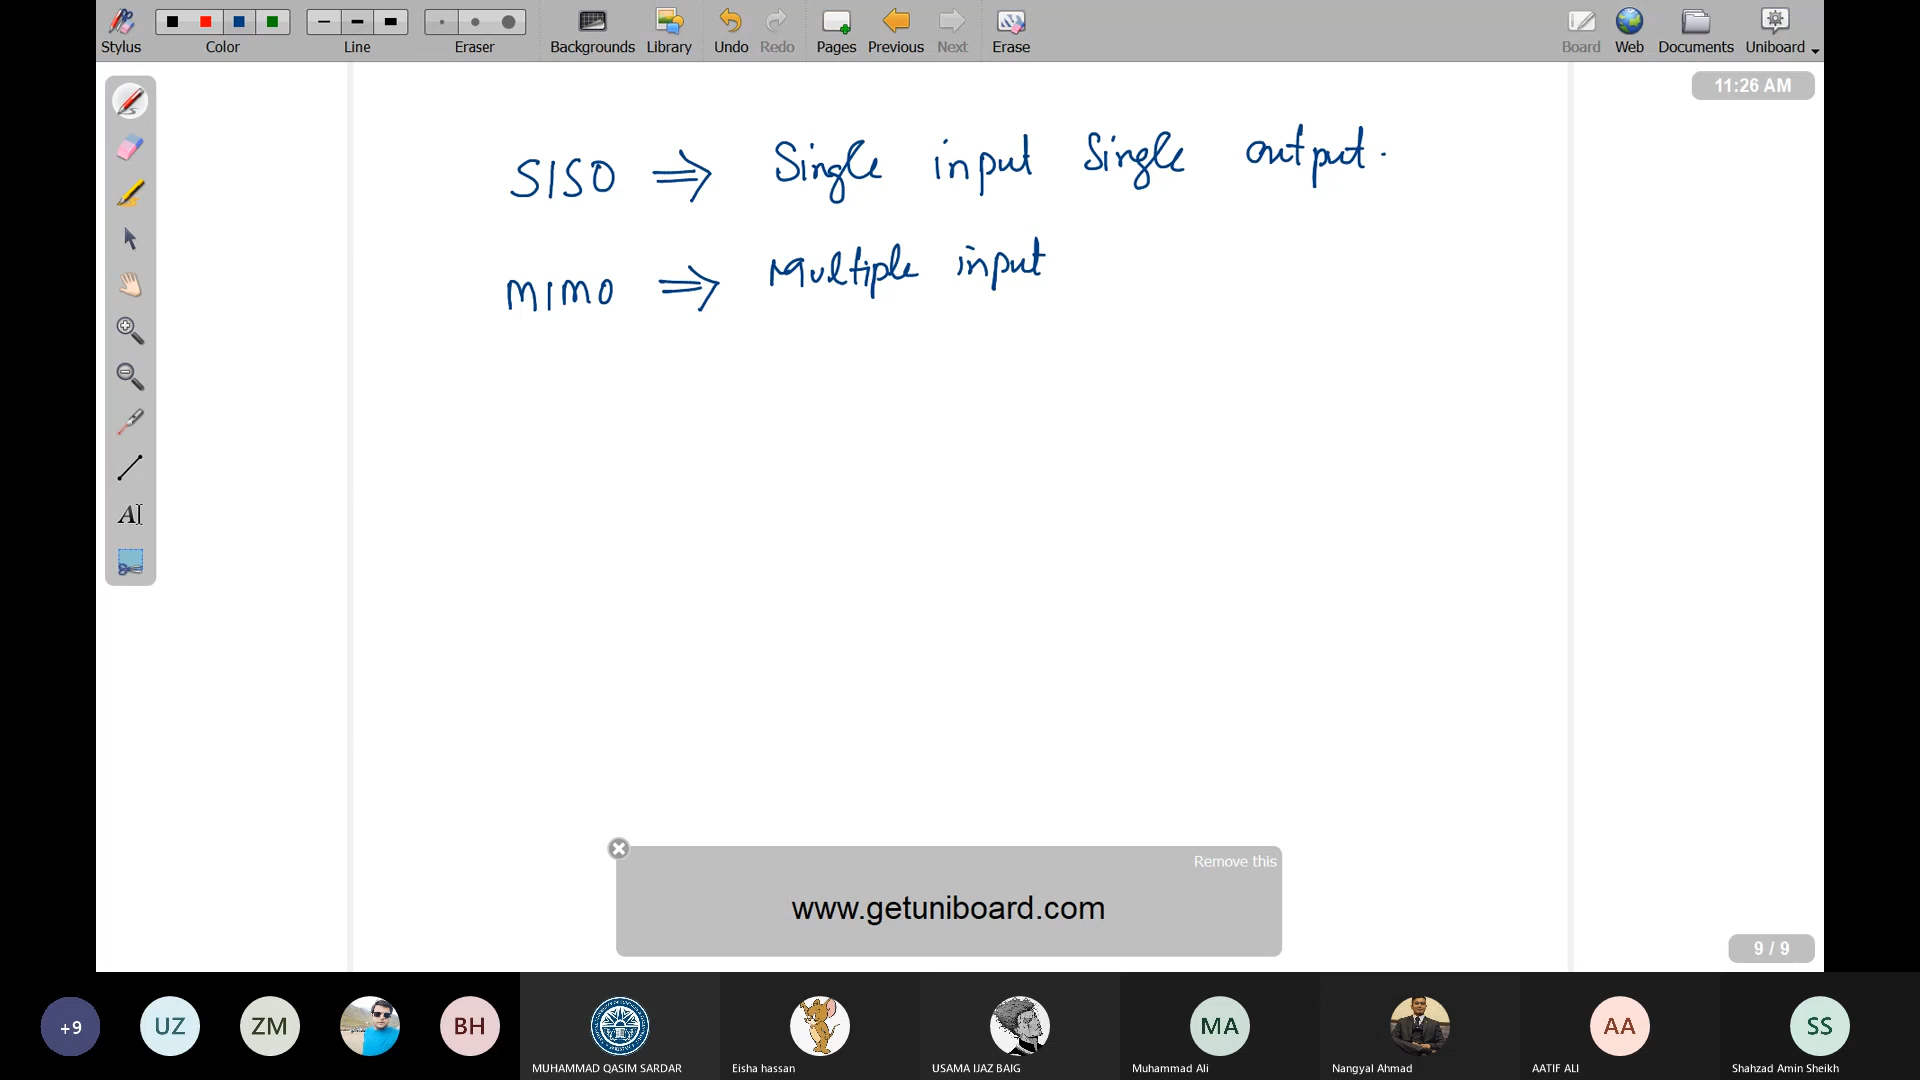 Stylus Color Line Eraser Backgrounds Library Undo Redo Pages Previous Next Erase Board Web Documents Uniboard
11:26 AM
SISO ⇒ Single input Single output.
MIMO ⇒ Multiple input
AI
Remove this
www.getuniboard.com
9 / 9
+9 UZ ZM BH MA AA SS
MUHAMMAD QASIM SARDAR Eisha hassan USAMA IJAZ BAIG Muhammad Ali Nangyal Ahmad AATIF ALI Shahzad Amin Sheikh